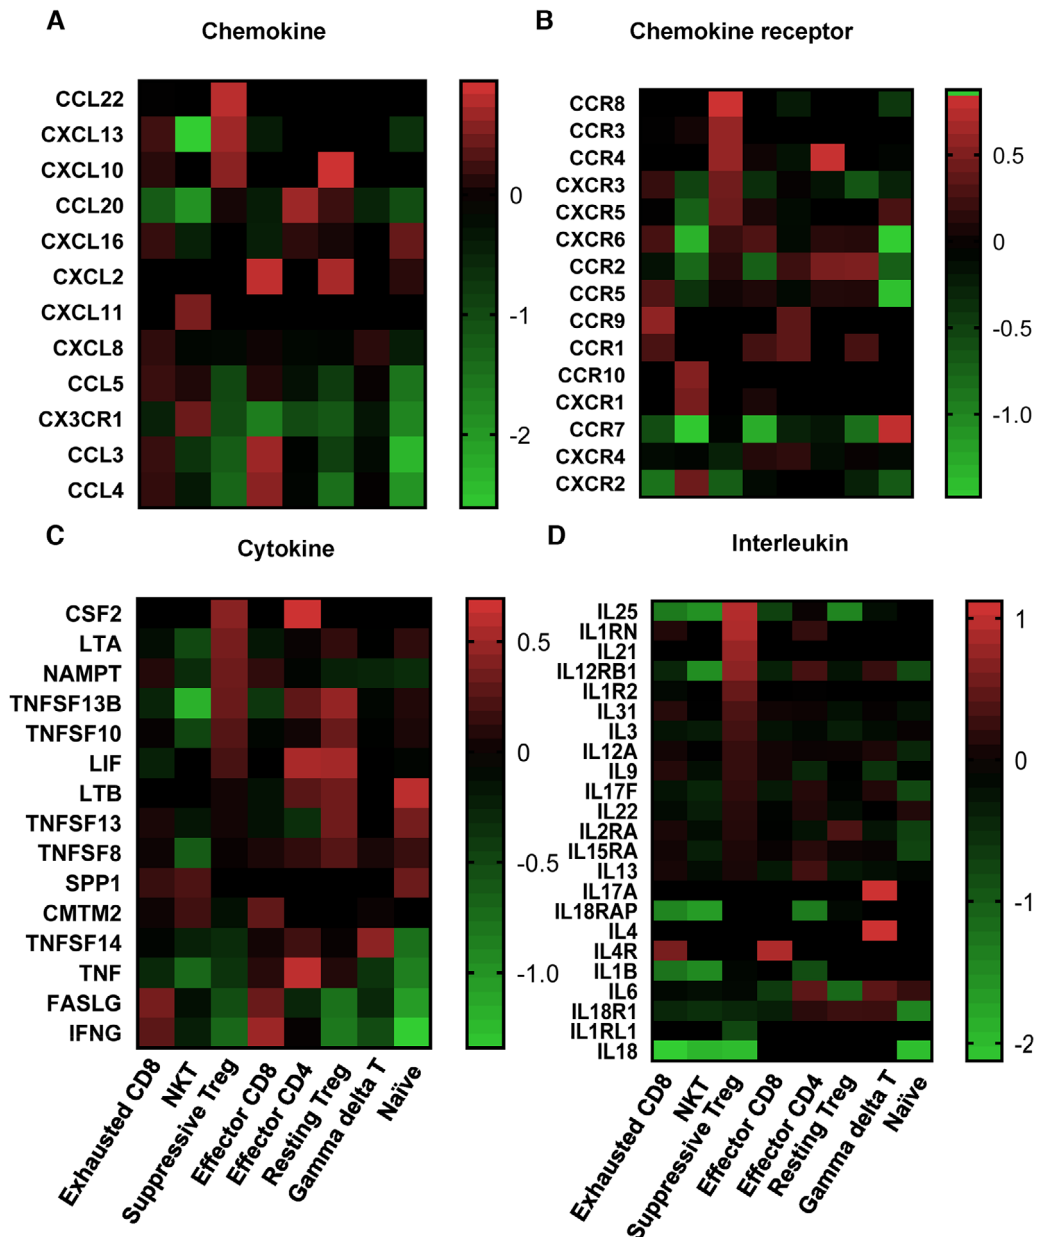 A
Chemokine
CCL22
CXCL13
CXCL10
CCL20
CXCL16
CXCL2
CXCL11
CXCL8
CCL5
CX3CR1
CCL3
CCL4
0
-1
-2
B
Chemokine receptor
CCR8
CCR3
CCR4
CXCR3
CXCR5
CXCR6
CCR2
CCR5
CCR9
CCR1
CCR10
CXCR1
CCR7
CXCR4
CXCR2
0.5
0
-0.5
-1.0
C
Cytokine
CSF2
LTA
NAMPT
TNFSF13B
TNFSF10
LIF
LTB
TNFSF13
TNFSF8
SPP1
CMTM2
TNFSF14
TNF
FASLG
IFNG
0.5
0
-0.5
-1.0
Exhausted CD8
NKT
Suppressive Treg
Effector CD8
Effector CD4
Resting Treg
Gamma delta T
Naïve
D
Interleukin
IL25
IL1RN
IL21
IL12RB1
IL1R2
IL31
IL3
IL12A
IL9
IL17F
IL22
IL2RA
IL15RA
IL13
IL17A
IL18RAP
IL4
IL4R
IL1B
IL6
IL18R1
IL1RL1
IL18
1
0
-1
-2
Exhausted CD8
NKT
Suppressive Treg
Effector CD8
Effector CD4
Resting Treg
Gamma delta T
Naïve